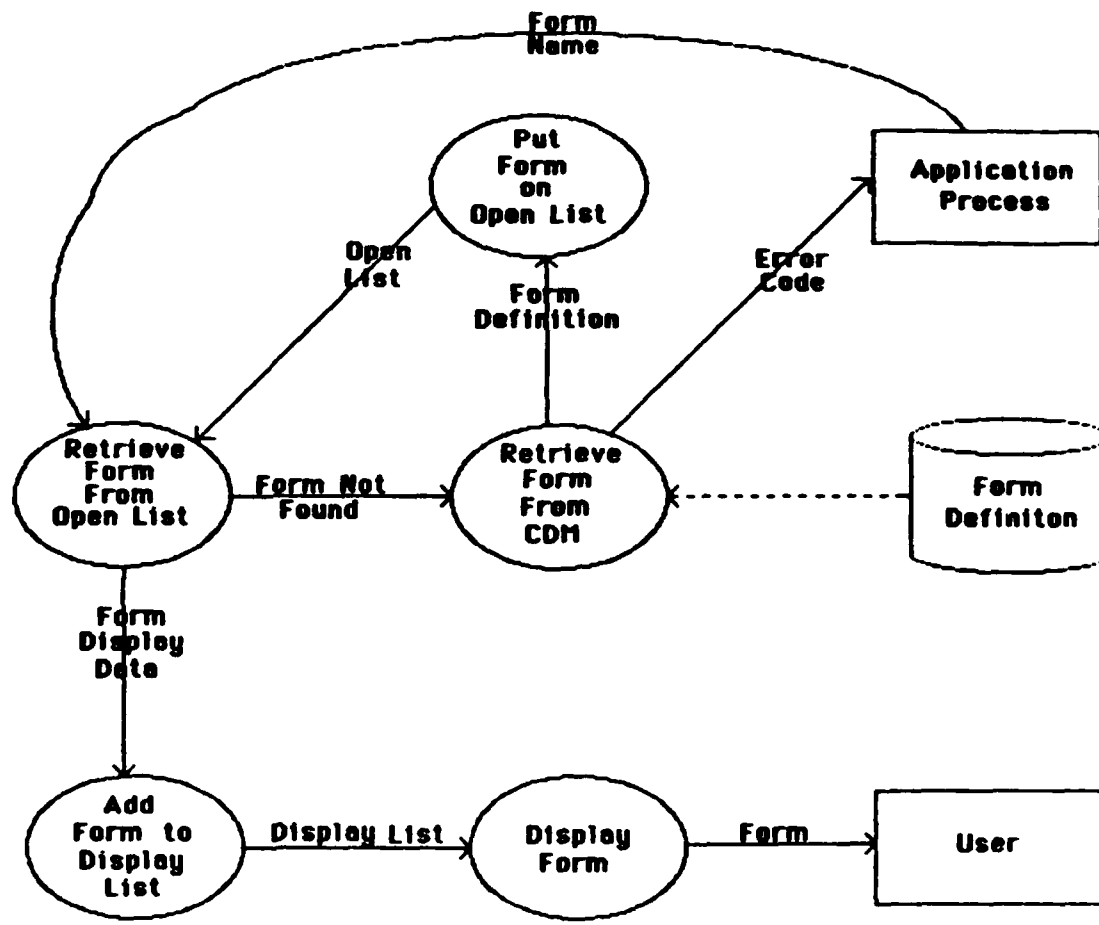 Form
Name
Put
Form
on
Open List
Application
Process
Open
List
Form
Definition
Error
Code
Retrieve
Form
From
Open List
Form Not
Found
Retrieve
Form
From
CDM
Form
Definiton
Form
Display
Data
Add
Form to
Display
List
Display List
Display
Form
Form
User